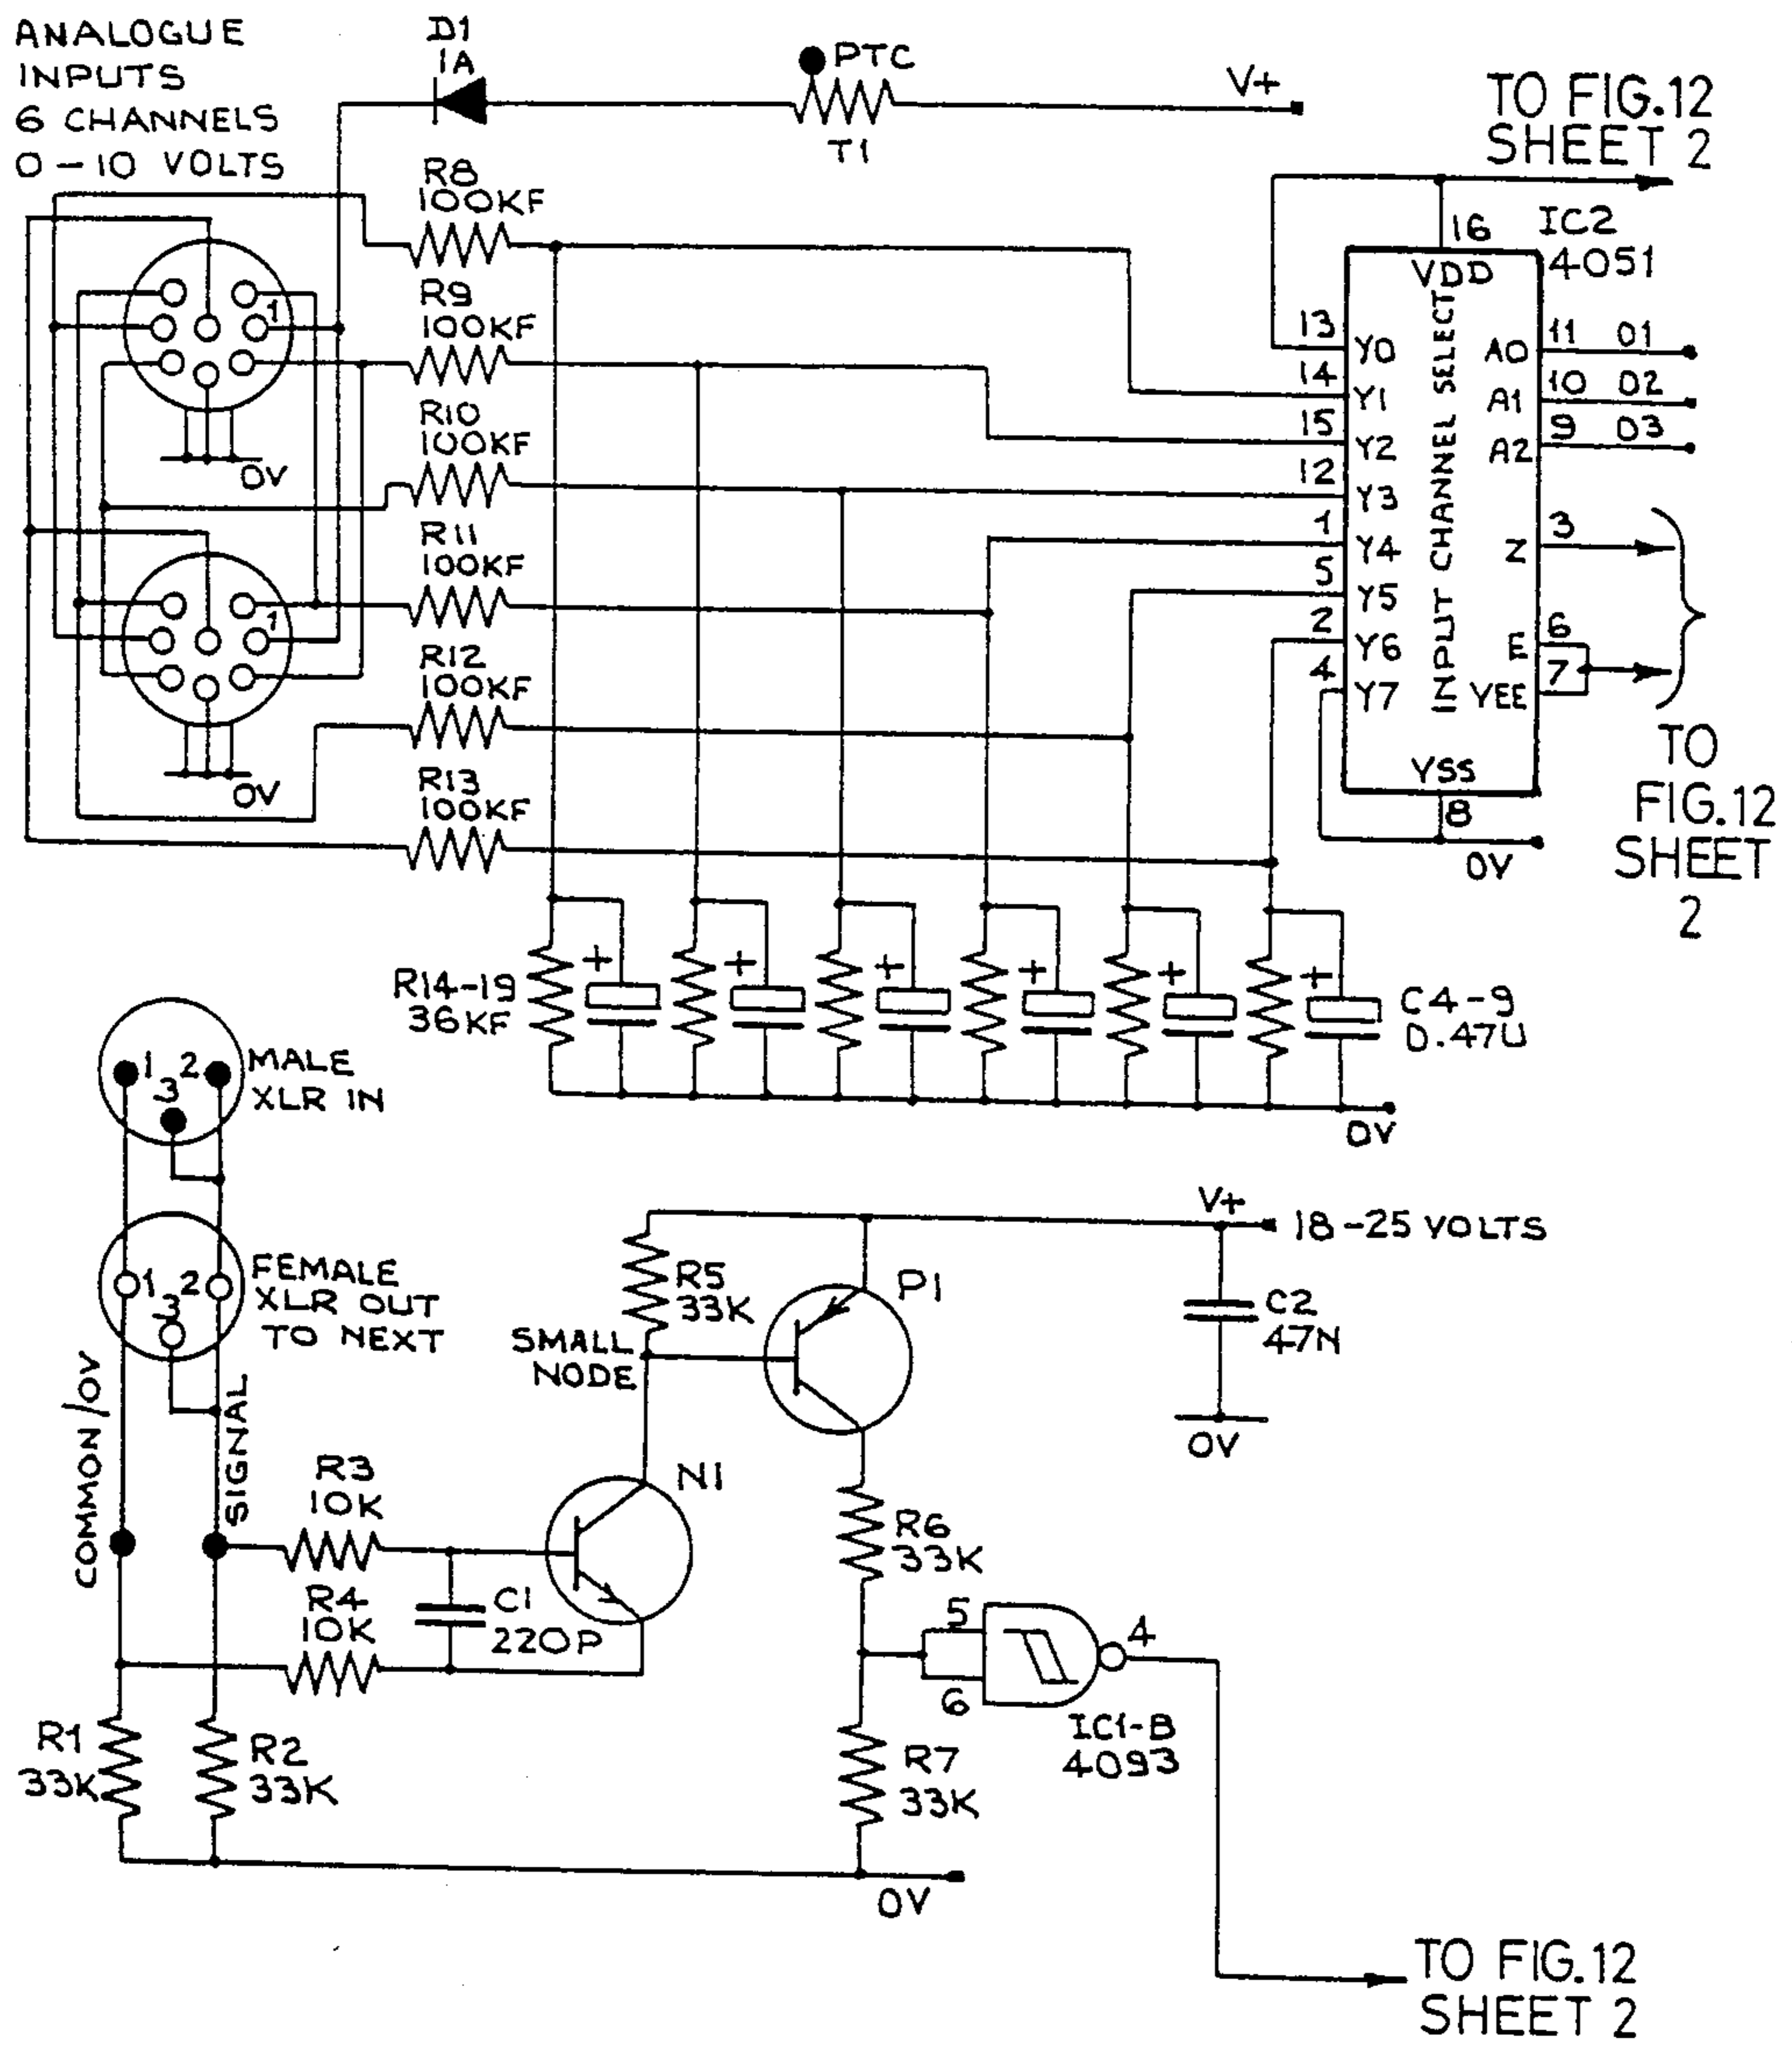 ANALOGUE
INPUTS
6 CHANNELS
0-10 VOLTS
D1
1A
PTC
T1
V+
TO FIG.12
SHEET 2
R8
100KF
R9
100KF
R10
100KF
R11
100KF
R12
100KF
R13
100KF
1
0V
1
0V
IC2
4051
16
VDD
INPUT CHANNEL SELECT
13 Y0
14 Y1
15 Y2
12 Y3
1 Y4
5 Y5
2 Y6
4 Y7
A0 11 01
A1 10 02
A2 9 03
Z 3
E 6
VEE 7
VSS
8
0V
TO
FIG.12
SHEET
2
R14-19
36KF
+ + + + + +
C4-9
0.47U
0V
1 2
3
MALE
XLR IN
1 2
3
FEMALE
XLR OUT
TO NEXT
COMMON/0V
SIGNAL
R3
10K
R4
10K
C1
220P
R1
33K
R2
33K
N1
SMALL
NODE
R5
33K
P1
V+
18-25 VOLTS
C2
47N
0V
R6
33K
R7
33K
5
6
4
IC1-B
4093
0V
TO FIG.12
SHEET 2